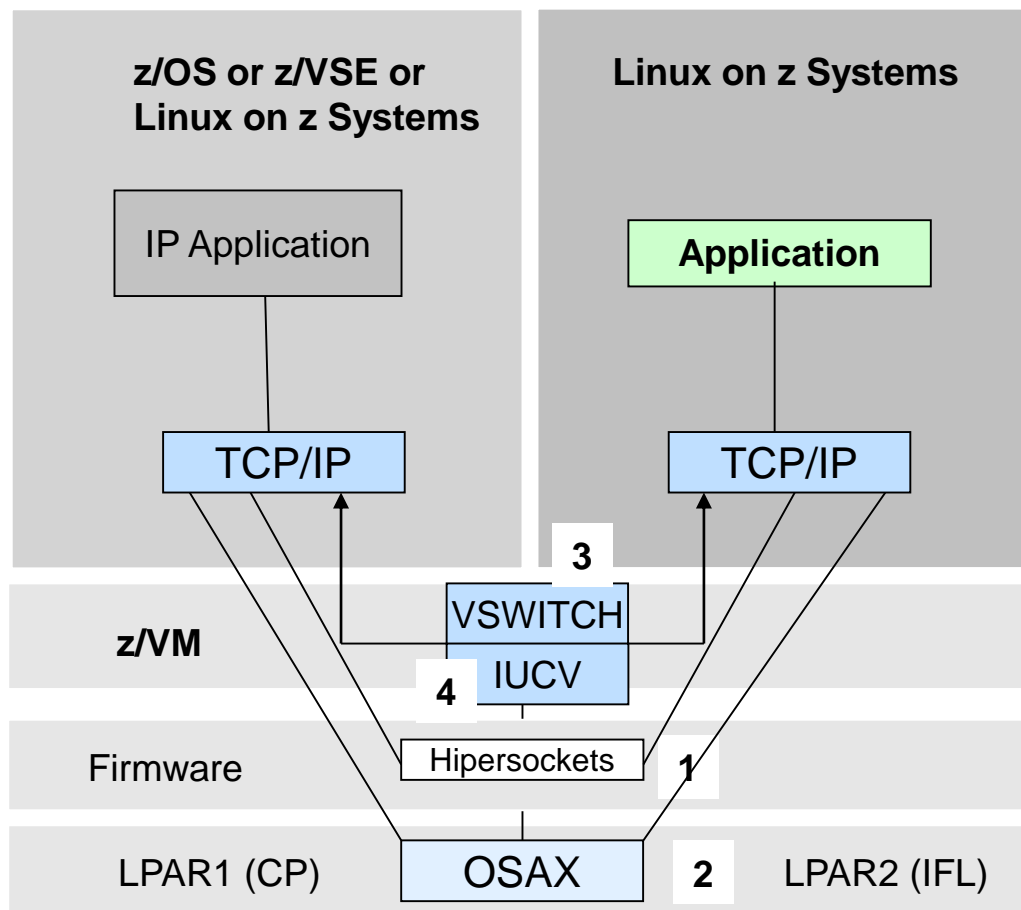 z/OS or z/VSE or
Linux on z Systems
Linux on z Systems
IP Application
Application
TCP/IP
TCP/IP
3
VSWITCH
z/VM
IUCV
4
Hipersockets
Firmware
1
LPAR1 (CP)
OSAX
2
LPAR2 (IFL)